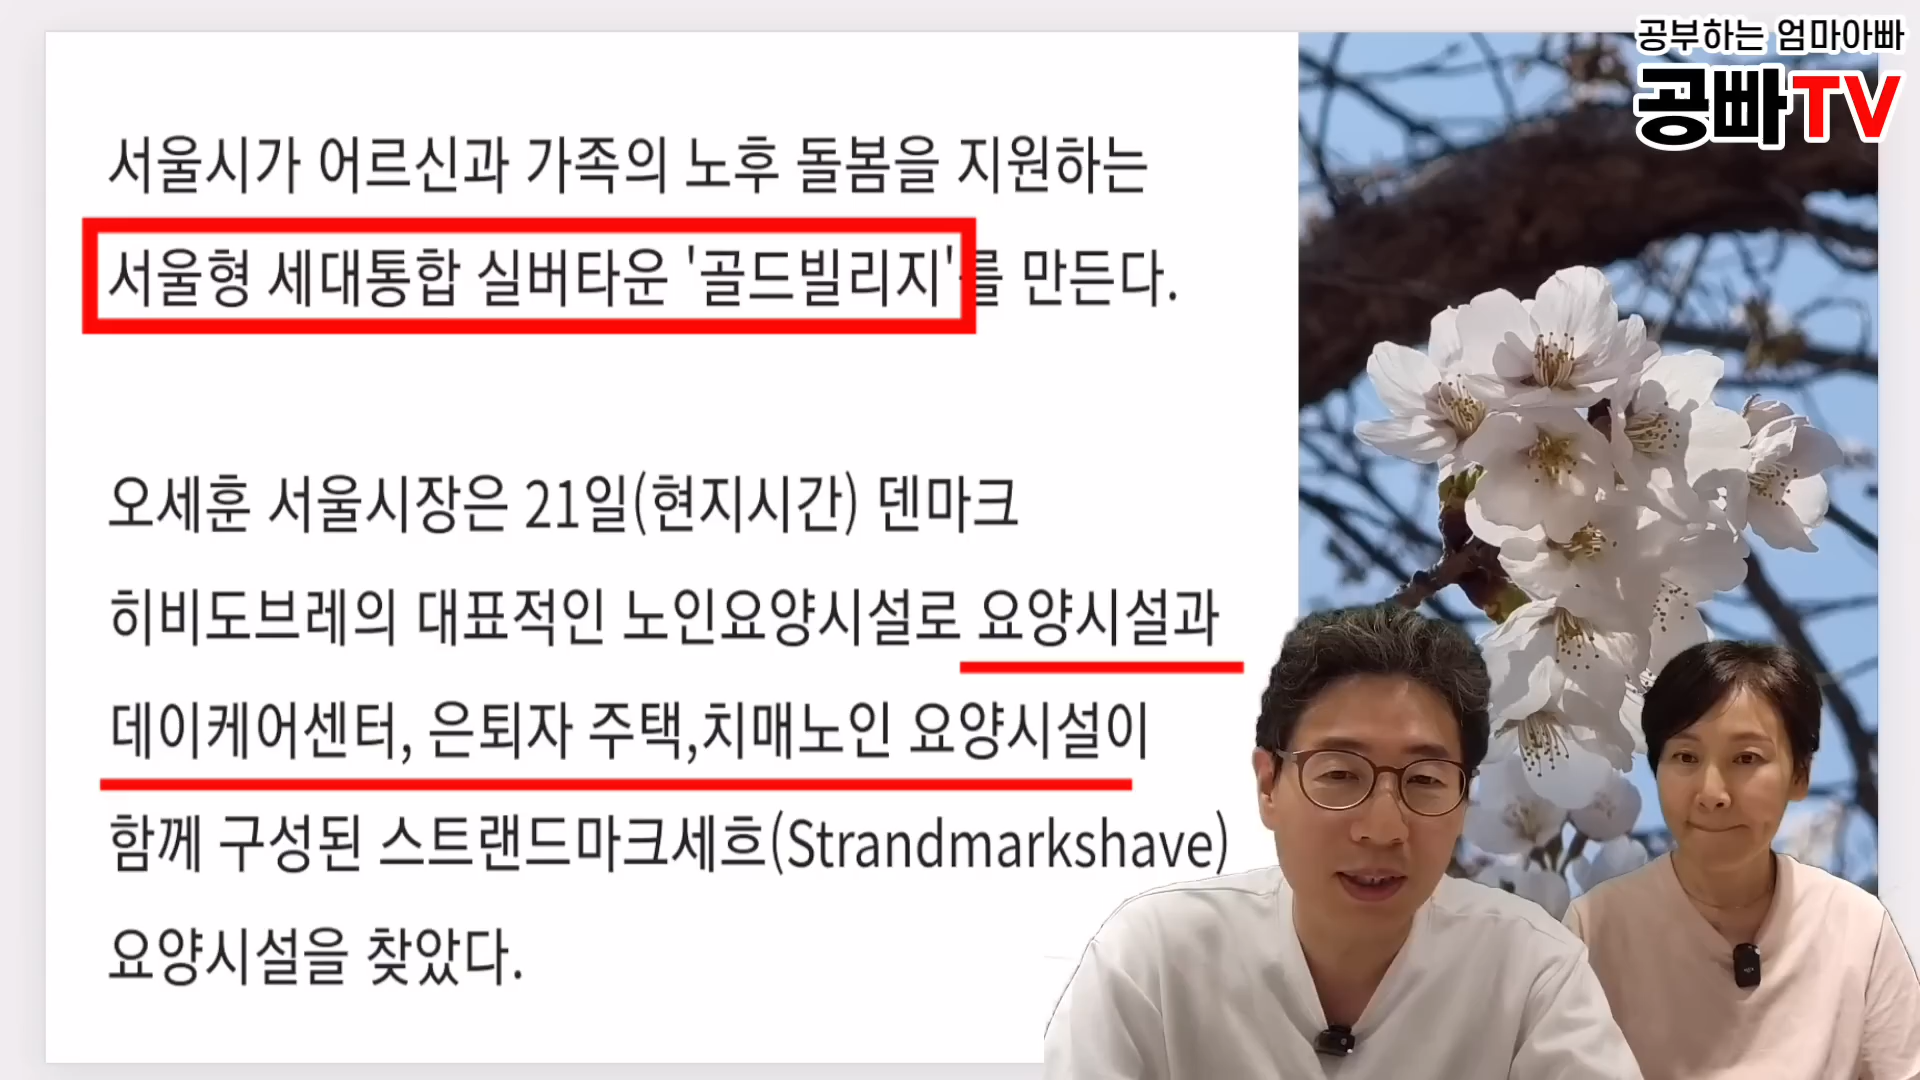 공부하는 엄마아빠
공빠TV
서울시가 어르신과 가족의 노후 돌봄을 지원하는
서울형 세대통합 실버타운 '골드빌리지'를 만든다.
오세훈 서울시장은 21일(현지시간) 덴마크
히비도브레의 대표적인 노인요양시설로 요양시설과
데이케어센터, 은퇴자 주택,치매노인 요양시설이
함께 구성된 스트랜드마크세흐(Strandmarkshave)
요양시설을 찾았다.